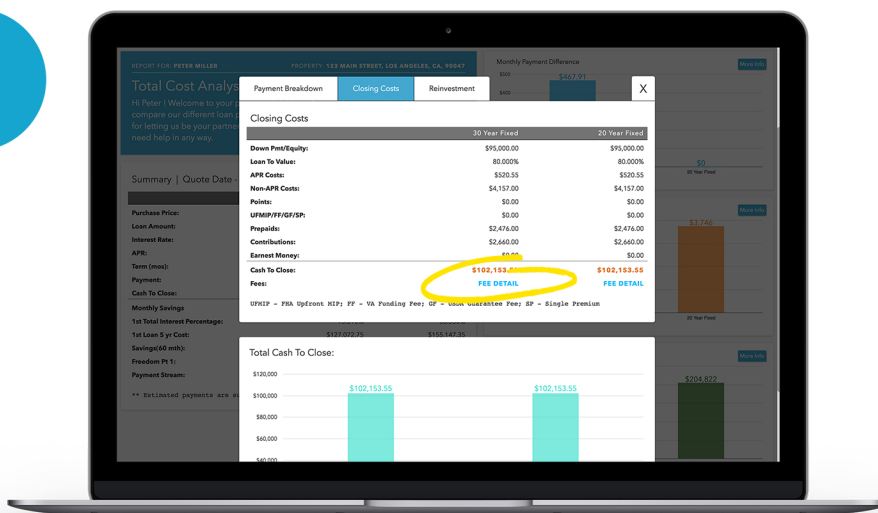 REPORT FOR: PETER MILLER
PROPERTY: 123 MAIN STREET, LOS ANGELES, CA, 90047
Total Cost Analys
Hi Peter ! Welcome to your p
compare our different loan p
for letting us be your partne
need help in any way.
Summary | Quote Date -
Purchase Price:
Loan Amount:
Interest Rate:
APR:
Term (mos):
Payment:
Cash To Close:
Monthly Savings
1st Total Interest Percentage:
1st Loan 5 yr Cost:
$127,072.75 $155,147.35
Savings(60 mth):
Freedom Pt 1:
Payment Stream:
** Estimated payments are su
Payment Breakdown
Closing Costs
Reinvestment
X
Closing Costs
30 Year Fixed 20 Year Fixed
Down Pmt/Equity: $95,000.00 $95,000.00
Loan To Value: 80.000% 80.000%
APR Costs: $520.55 $520.55
Non-APR Costs: $4,157.00 $4,157.00
Points: $0.00 $0.00
UFMIP/FF/GF/SP: $0.00 $0.00
Prepaids: $2,476.00 $2,476.00
Contributions: $2,660.00 $2,660.00
Earnest Money: $0.00 $0.00
Cash To Close: $102,153.55 $102,153.55
Fees: FEE DETAIL FEE DETAIL
UFMIP - FHA Upfront MIP; FF - VA Funding Fee; GF - USDA Guarantee Fee; SP - Single Premium
Total Cash To Close:
$120,000
$100,000
$80,000
$60,000
$40,000
$102,153.55 $102,153.55
Monthly Payment Difference
More Info
$500
$400
$467.91
$0
20 Year Fixed
More Info
$3,746
20 Year Fixed
More Info
$204,822